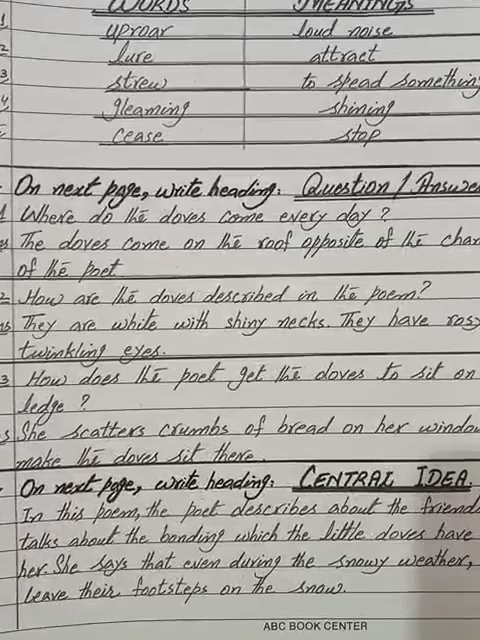 WORDS MEANINGS
1 uproar loud noise
2 lure attract
3 strew to spead something
4 gleaming shining
cease stop
On next page, write heading: Question / Answe
1 Where do the doves come every day?
The doves come on the roof opposite of the cham
of the poet
2 How are the doves described in the poem?
They are white with shiny necks. They have rosy
twinkling eyes.
3 How does the poet get the doves to sit on
ledge?
She scatters crumbs of bread on her window
make the doves sit there.
On next page, write heading: CENTRAL IDEA.
In this poem, the poet describes about the friend
talks about the bonding which the little doves have
her. She says that even during the snowy weather,
leave their footsteps on the snow.
ABC BOOK CENTER